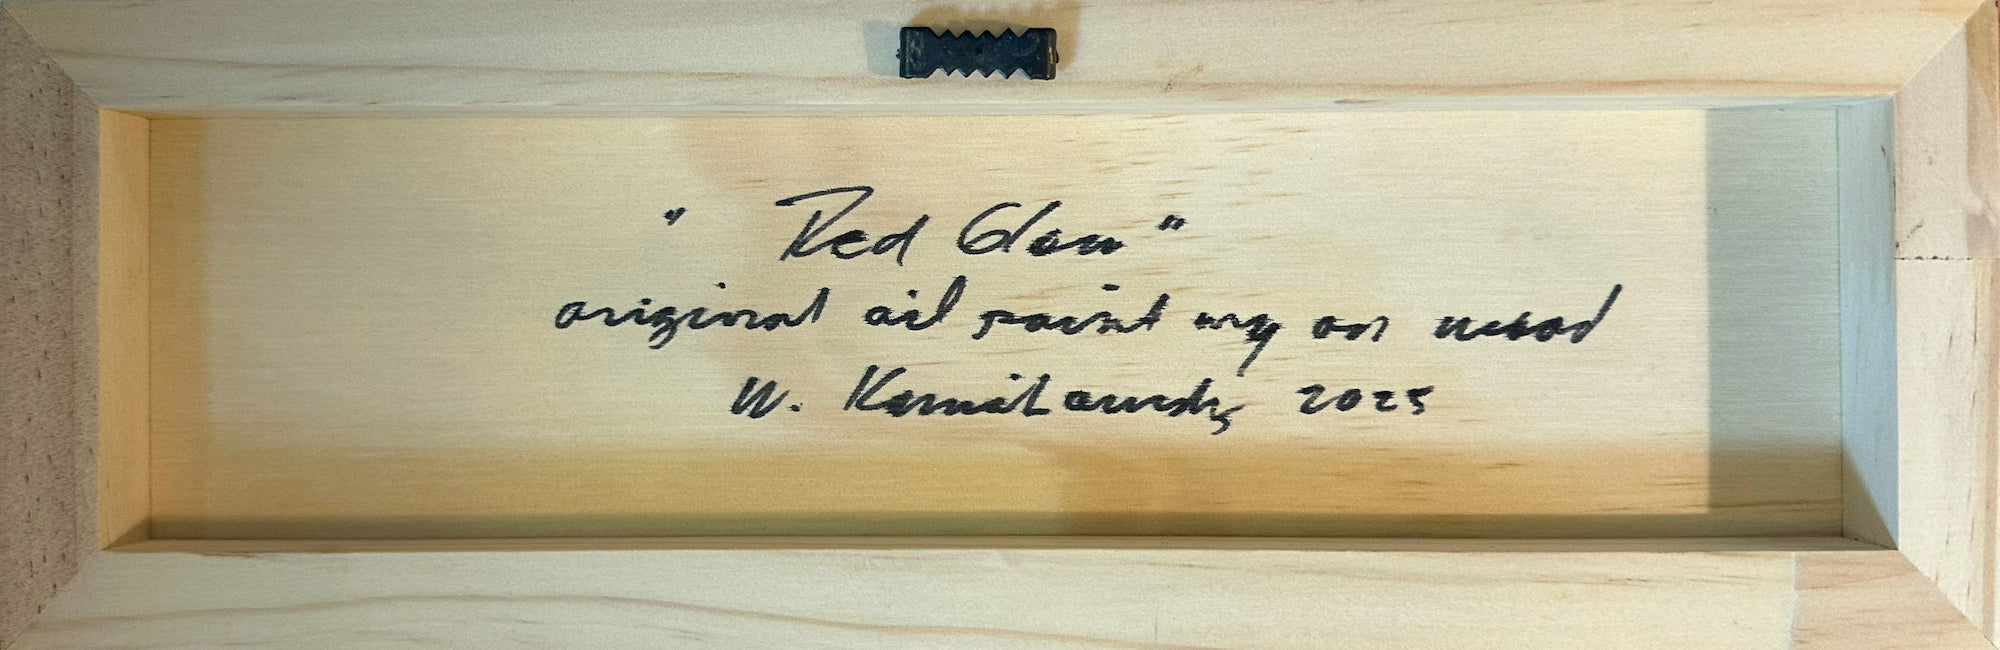 "Red Glow"
original oil painting on wood
W. 2025